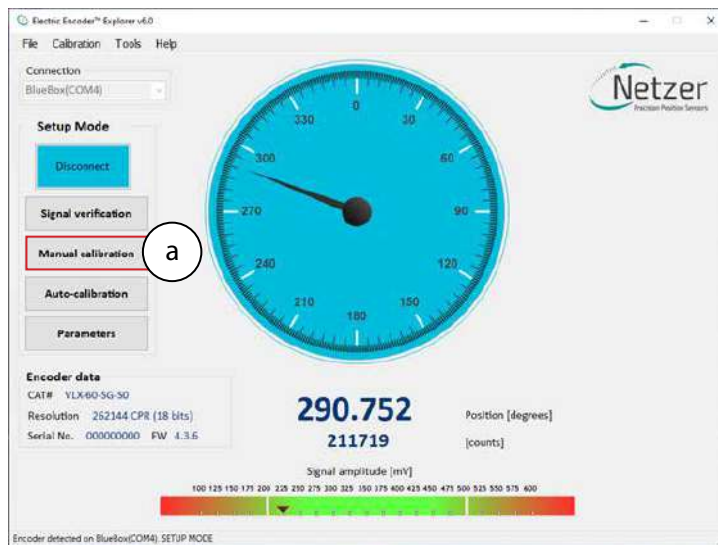 Electric Encoder™ Explorer v6.0
File Calibration Tools Help
Connection
BlueBox(COM4)
Netzer
Precision Position Sensors
Setup Mode
Disconnect
Signal verification
Manual calibration
a
Auto-calibration
Parameters
0
30
60
90
120
150
180
210
240
270
300
330
Encoder data
CAT# VLX-60-SG-S0
Resolution 262144 CPR (18 bits)
Serial No. 000000000 FW 4.3.6
290.752 Position [degrees]
211719 [counts]
Signal amplitude [mV]
100 125 150 175 200 225 250 275 300 325 350 375 400 425 450 475 500 525 550 575 600
Encoder detected on BlueBox(COM4). SETUP MODE